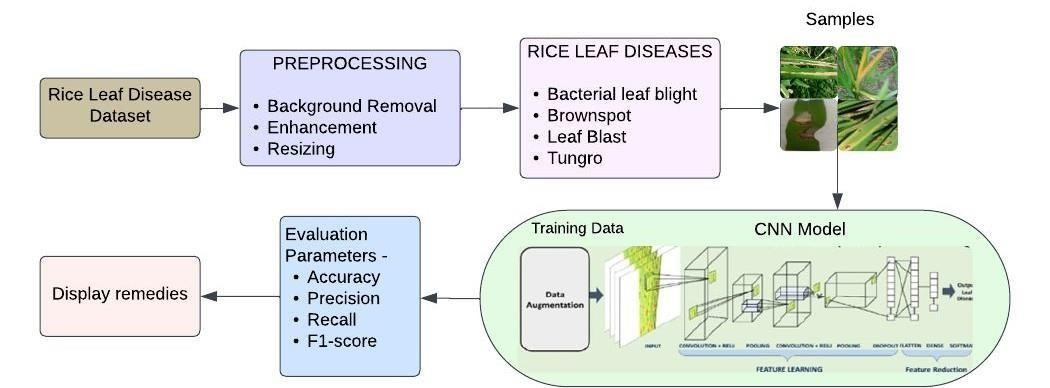 Samples
Rice Leaf Disease
Dataset
PREPROCESSING
• Background Removal
• Enhancement
• Resizing
RICE LEAF DISEASES
• Bacterial leaf blight
• Brownspot
• Leaf Blast
• Tungro
Training Data
CNN Model
Data
Augmentation
INPUT
CONVOLUTION + RELU
POOLING
CONVOLUTION + RELU
POOLING
DROPOUT
FLATTEN
DENSE
FEATURE LEARNING
Feature Reduction
Evaluation
Parameters -
• Accuracy
• Precision
• Recall
• F1-score
Display remedies